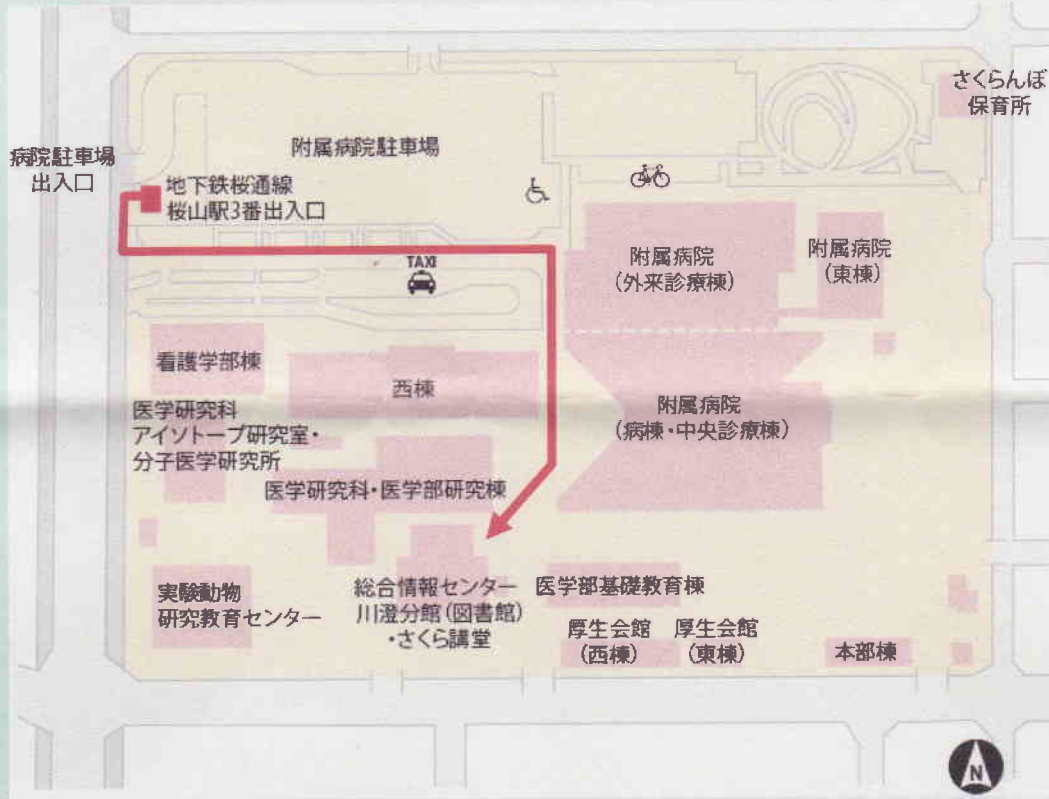 さくらんぼ
保育所
病院駐車場
出入口
附属病院駐車場
地下鉄桜通線
桜山駅3番出入口
TAXI
附属病院
(外来診療棟)
附属病院
(東棟)
看護学部棟
西棟
附属病院
(病棟・中央診療棟)
医学研究科
アイソトープ研究室・
分子医学研究所
医学研究科・医学部研究棟
実験動物
研究教育センター
総合情報センター
川澄分館(図書館)
・さくら講堂
医学部基礎教育棟
厚生会館
(西棟)
厚生会館
(東棟)
本部棟
N